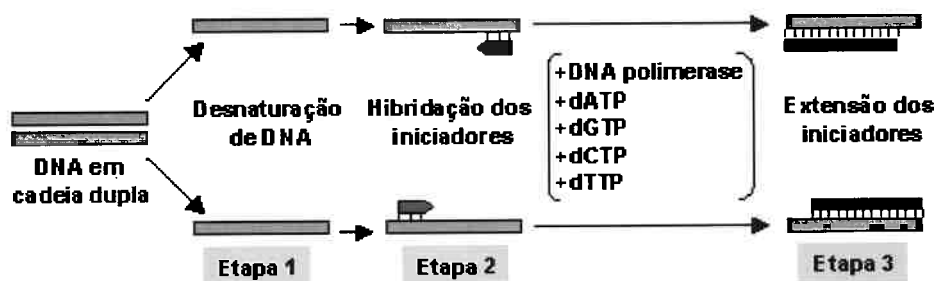 DNA em
cadeia dupla
Desnaturação
de DNA
Hibridação dos
iniciadores
+DNA polimerase
+dATP
+dGTP
+dCTP
+dTTP
Extensão dos
iniciadores
Etapa 1
Etapa 2
Etapa 3